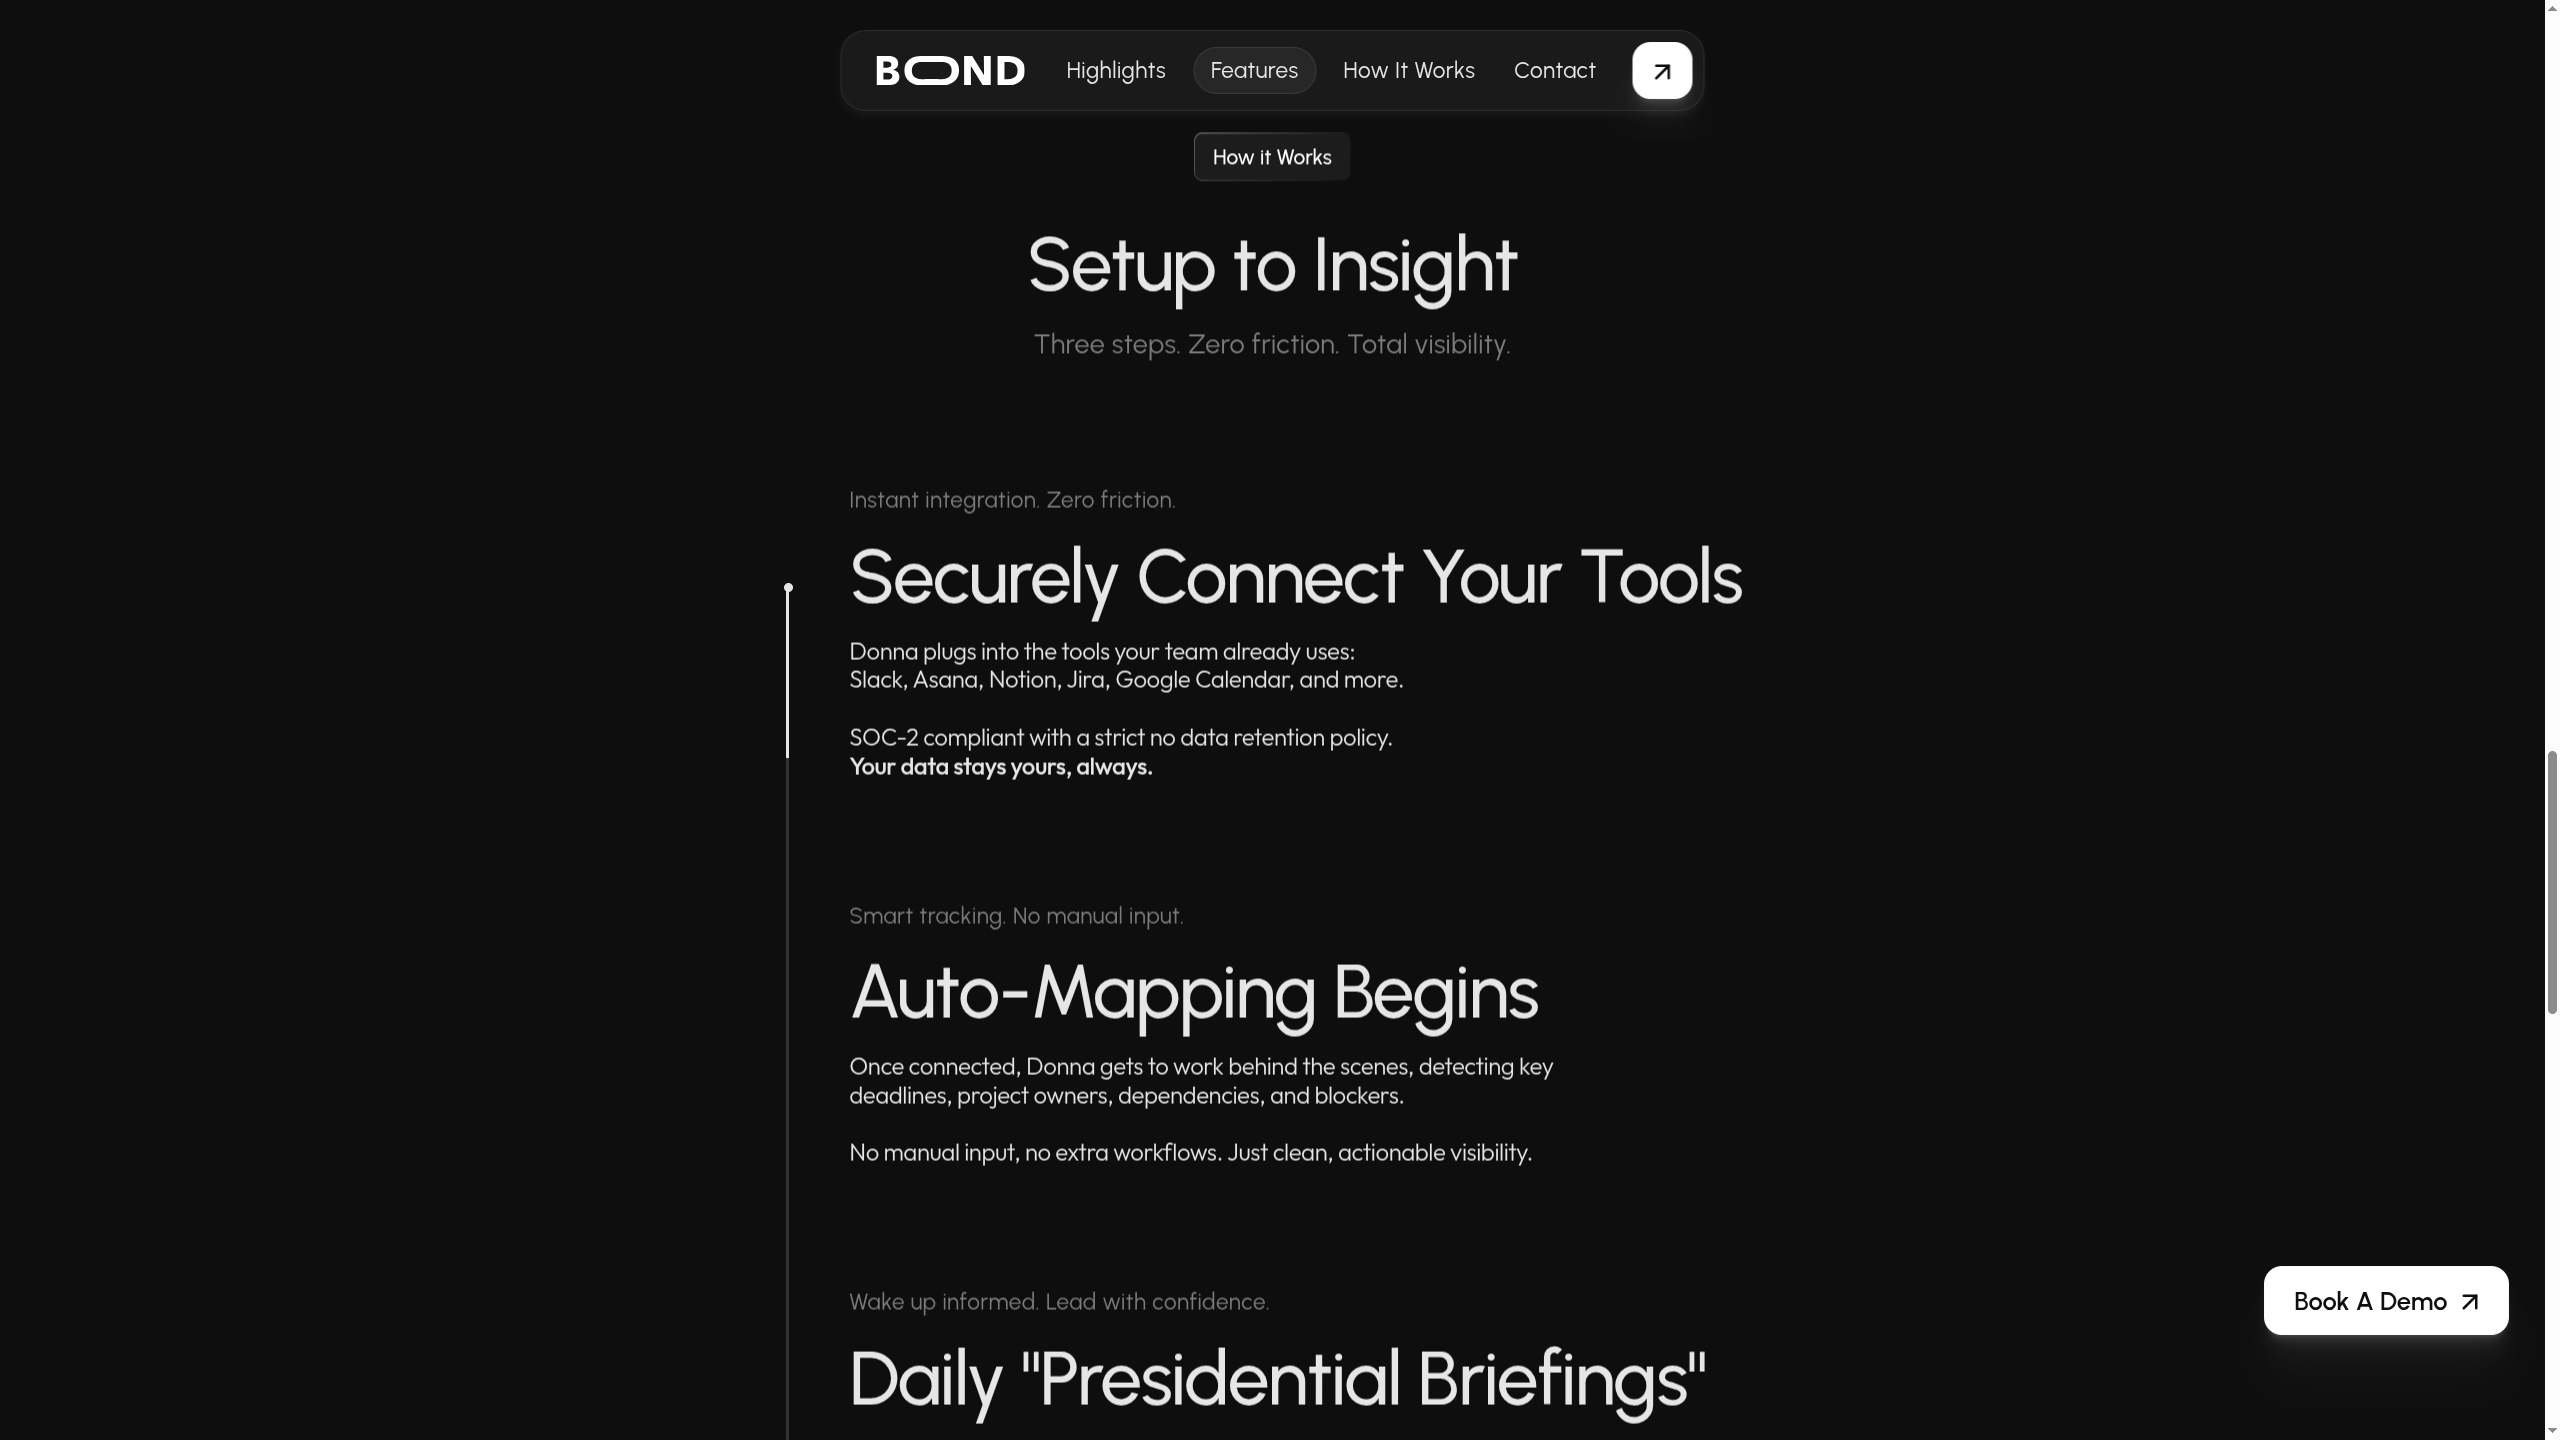 BOND
Highlights
Features
How It Works
Contact
How it Works
Setup to Insight
Three steps. Zero friction. Total visibility.
Instant integration. Zero friction.
Securely Connect Your Tools
Donna plugs into the tools your team already uses:
Slack, Asana, Notion, Jira, Google Calendar, and more.
SOC-2 compliant with a strict no data retention policy.
Your data stays yours, always.
Smart tracking. No manual input.
Auto-Mapping Begins
Once connected, Donna gets to work behind the scenes, detecting key
deadlines, project owners, dependencies, and blockers.
No manual input, no extra workflows. Just clean, actionable visibility.
Wake up informed. Lead with confidence.
Daily "Presidential Briefings"
Book A Demo